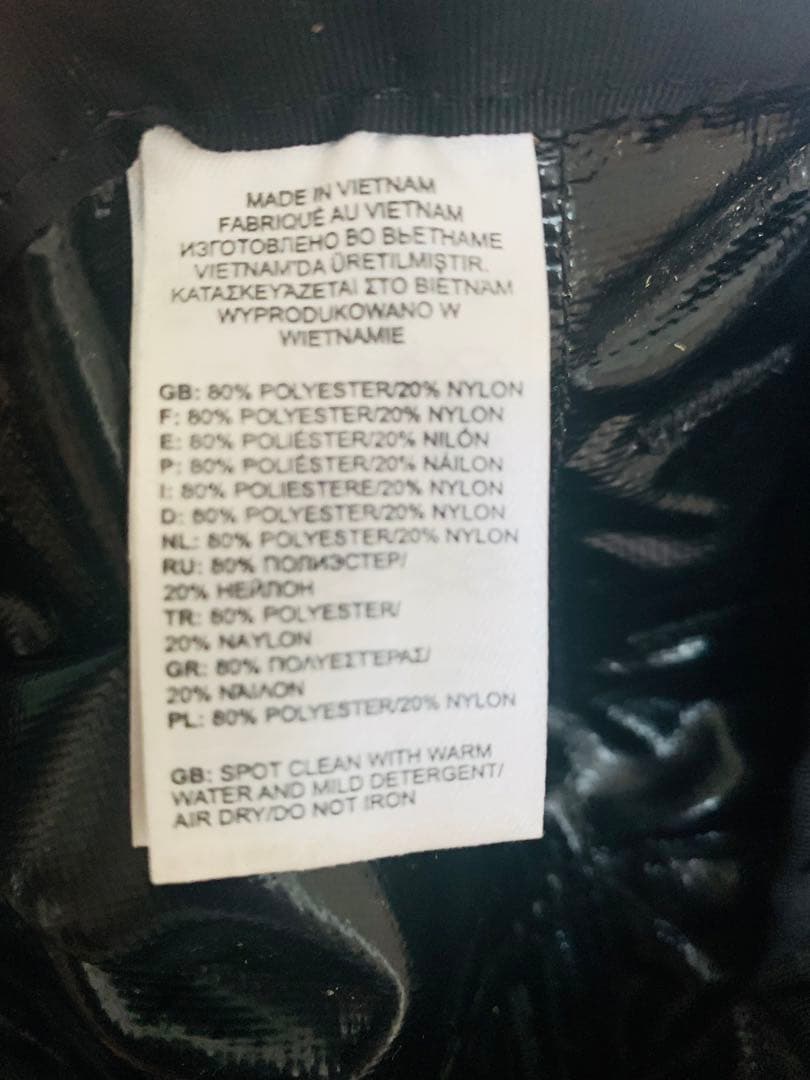 MADE IN VIETNAM
FABRIQUÉ AU VIETNAM
ИЗГОТОВЛЕНО ВО ВЬЕТНАМЕ
VIETNAM'DA ÜRETILMIŞTIR.
ΚΑΤΑΣΚΕΥΆΖΕΤΑΙ ΣΤΟ ΒΙΕΤΝΆΜ
WYPRODUKOWANO W
WIETNAMIE
GB: 80% POLYESTER/20% NYLON
F: 80% POLYESTER/20% NYLON
E: 80% POLIÉSTER/20% NILÓN
P: 80% POLIÉSTER/20% NÁILON
I: 80% POLIESTERE/20% NYLON
D: 80% POLYESTER/20% NYLON
NL: 80% POLYESTER/20% NYLON
RU: 80% ПОЛИЭСТЕР/
20% НЕЙЛОН
TR: 80% POLYESTER/
20% NAYLON
GR: 80% ΠΟΛΥΕΣΤΕΡΑΣ/
20% ΝΆΙΛΟΝ
PL: 80% POLYESTER/20% NYLON
GB: SPOT CLEAN WITH WARM
WATER AND MILD DETERGENT/
AIR DRY/DO NOT IRON